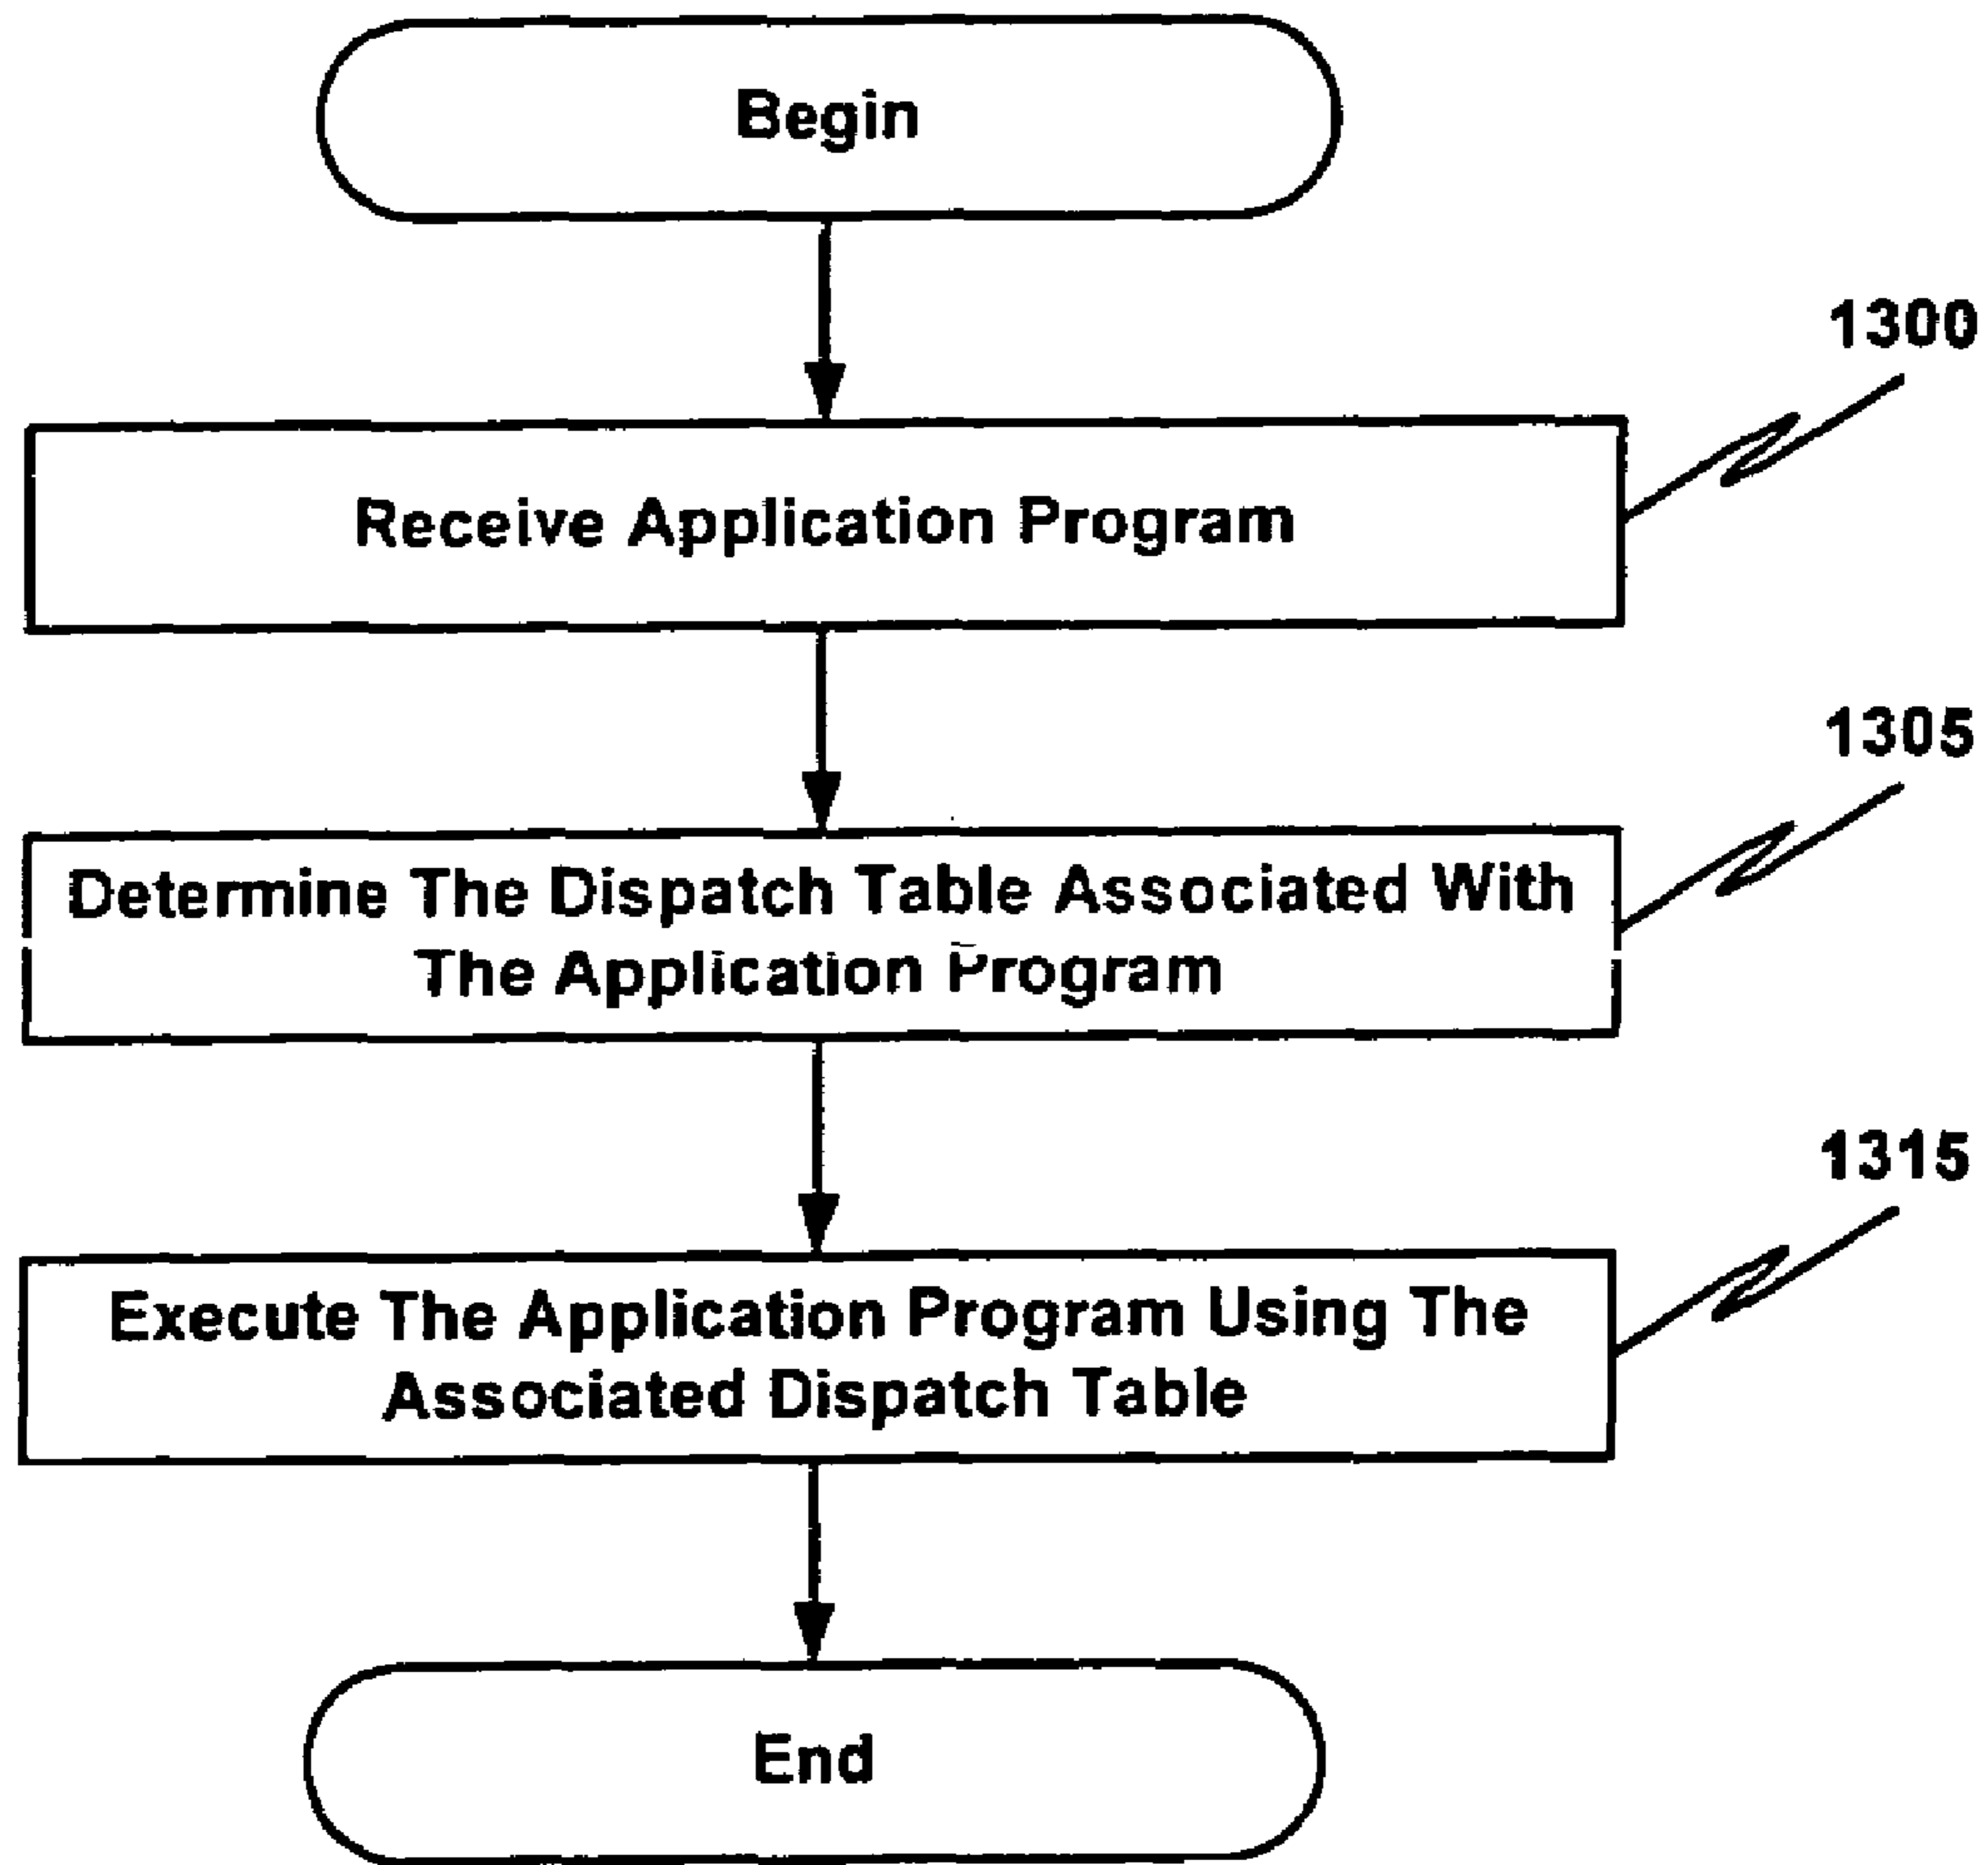 Begin
1300
Receive Application Program
1305
Determine The Dispatch Table Associated With
The Application Program
1315
Execute The Application Program Using The
Associated Dispatch Table
End